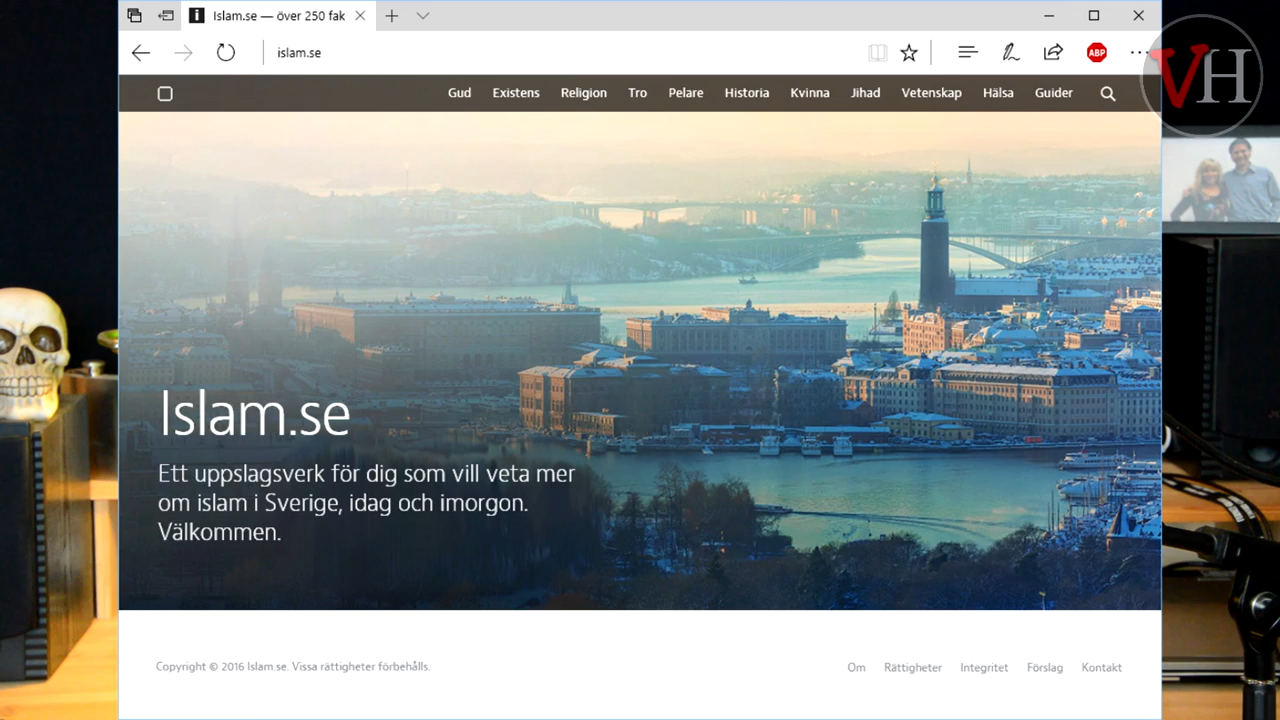 Islam.se — över 250 fak
islam.se
ABP
VH
Gud Existens Religion Tro Pelare Historia Kvinna Jihad Vetenskap Hälsa Guider
Islam.se
Ett uppslagsverk för dig som vill veta mer
om islam i Sverige, idag och imorgon.
Välkommen.
Copyright © 2016 Islam.se. Vissa rättigheter förbehålls.
Om Rättigheter Integritet Förslag Kontakt